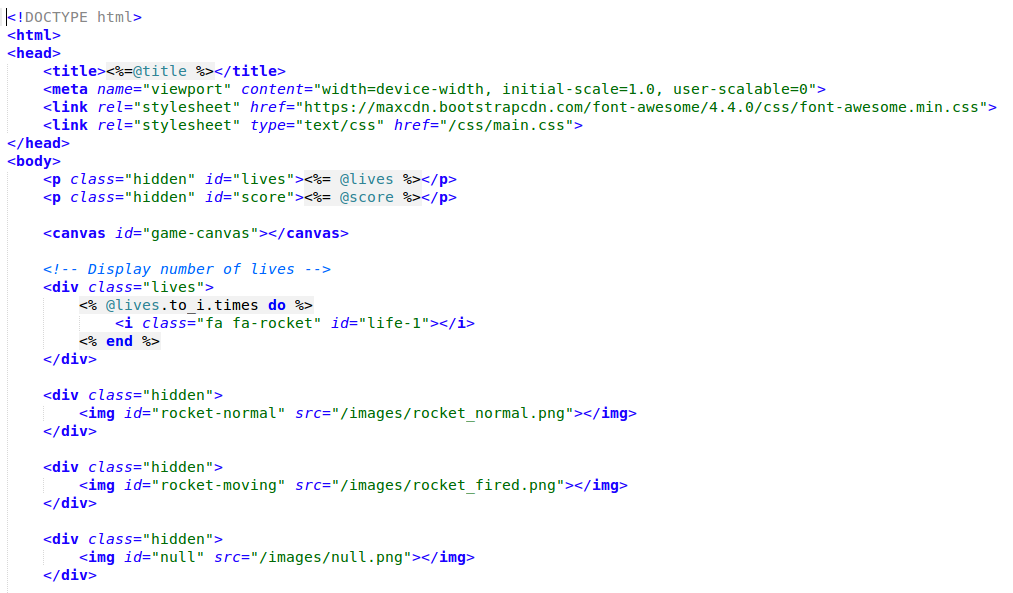 <!DOCTYPE html>
<html>
<head>
    <title><%=@title %></title>
    <meta name="viewport" content="width=device-width, initial-scale=1.0, user-scalable=0">
    <link rel="stylesheet" href="https://maxcdn.bootstrapcdn.com/font-awesome/4.4.0/css/font-awesome.min.css">
    <link rel="stylesheet" type="text/css" href="/css/main.css">
</head>
<body>
    <p class="hidden" id="lives"><%= @lives %></p>
    <p class="hidden" id="score"><%= @score %></p>

    <canvas id="game-canvas"></canvas>

    <!-- Display number of lives -->
    <div class="lives">
        <% @lives.to_i.times do %>
            <i class="fa fa-rocket" id="life-1"></i>
        <% end %>
    </div>

    <div class="hidden">
        <img id="rocket-normal" src="/images/rocket_normal.png"></img>
    </div>

    <div class="hidden">
        <img id="rocket-moving" src="/images/rocket_fired.png"></img>
    </div>

    <div class="hidden">
        <img id="null" src="/images/null.png"></img>
    </div>